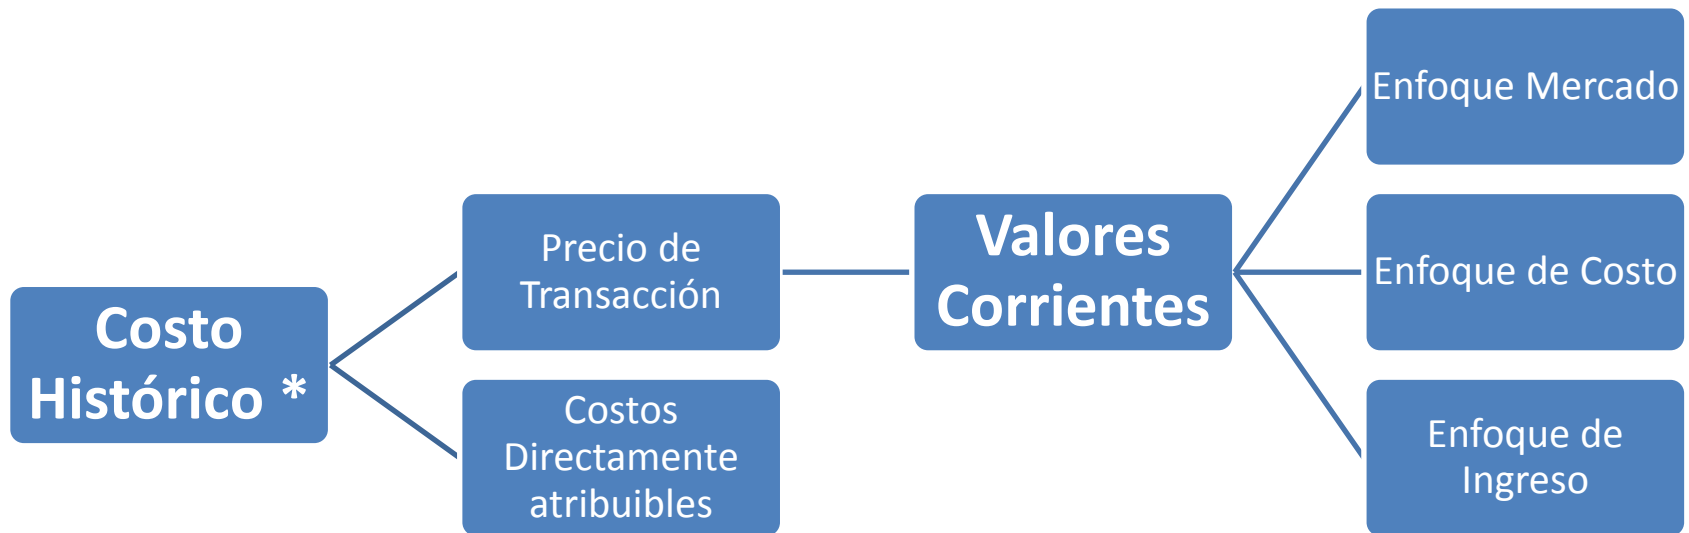 Costo
Histórico *
Precio de
Transacción
Costos
Directamente
atribuibles
Valores
Corrientes
Enfoque Mercado
Enfoque de Costo
Enfoque de
Ingreso